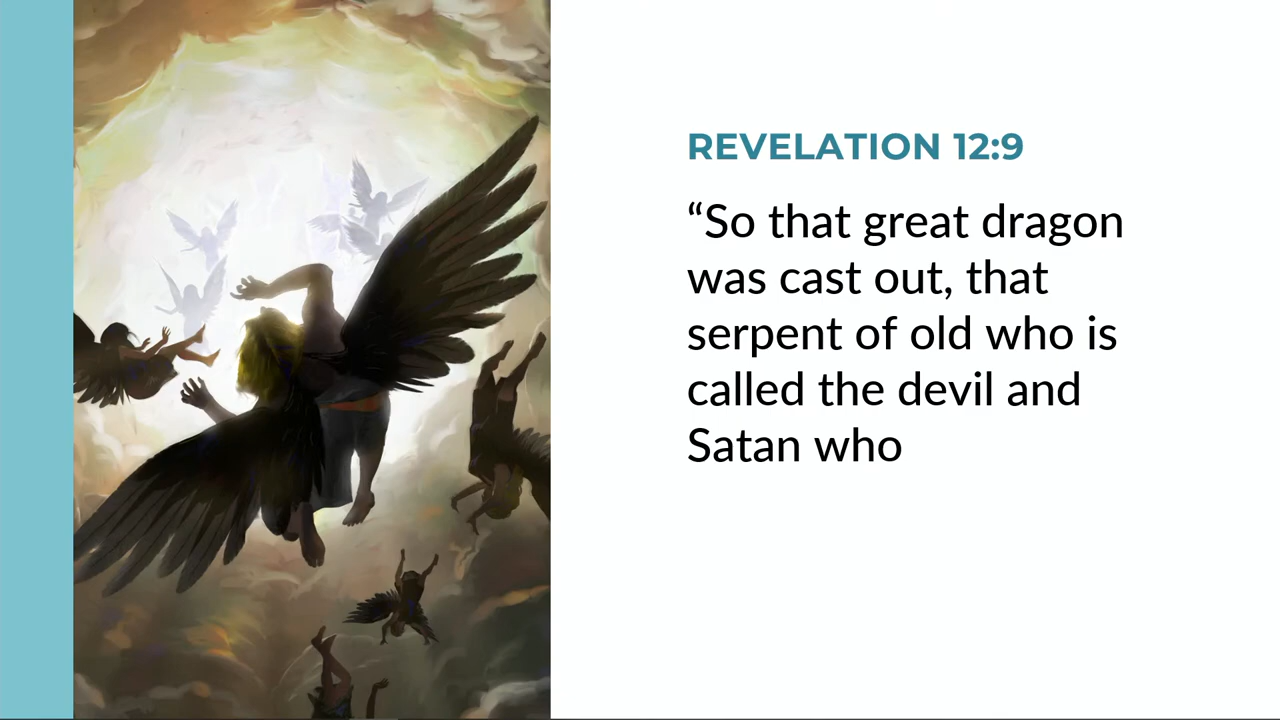 REVELATION 12:9
“So that great dragon
was cast out, that
serpent of old who is
called the devil and
Satan who